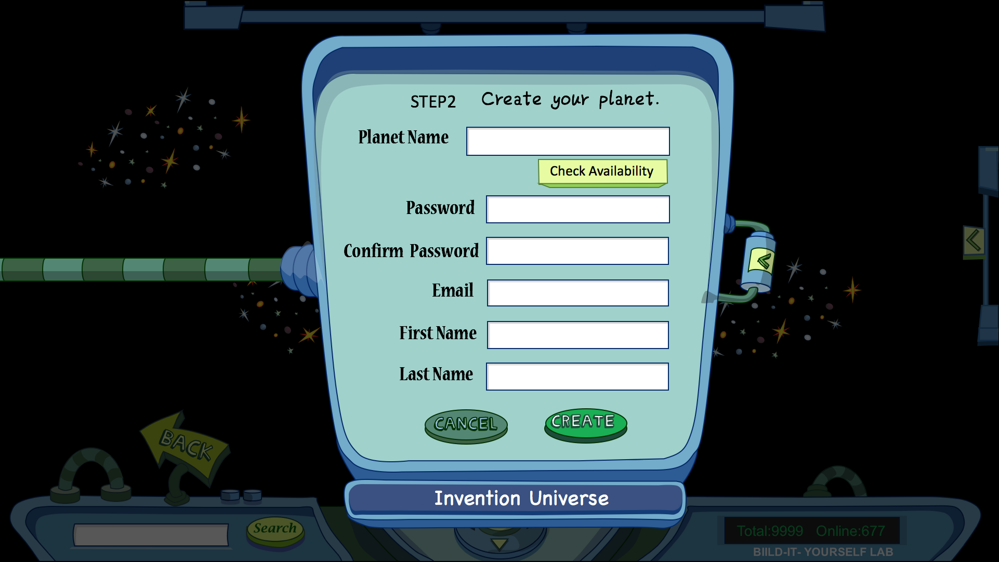 STEP2 Create your planet.
Planet Name
Check Availability
Password
Confirm Password
Email
First Name
Last Name
CANCEL CREATE
BACK
Invention Universe
Search
Total:9999 Online:677
BIILD-IT- YOURSELF LAB